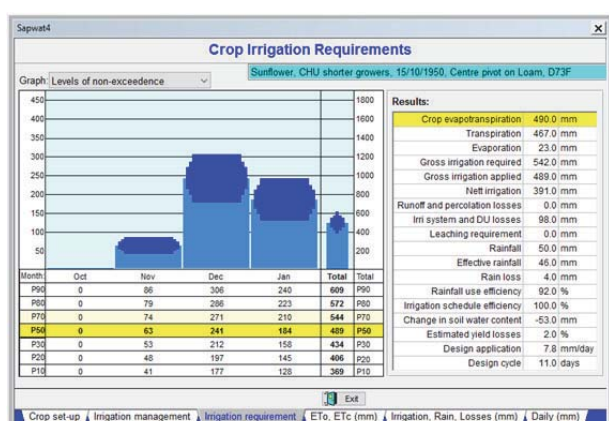 Sapwat4
Crop Irrigation Requirements
Graph: Levels of non-exceedence
Sunflower, CHU shorter growers, 15/10/1950, Centre pivot on Loam, D73F
450 1800
400 1600
350 1400
300 1200
250 1000
200 800
150 600
100 400
50 200
Month Oct Nov Dec Jan Total Total
P90 0 86 306 240 609 P90
P80 0 79 286 223 572 P80
P70 0 74 271 210 544 P70
P50 0 63 241 184 489 P50
P30 0 53 212 158 434 P30
P20 0 48 197 145 406 P20
P10 0 41 177 128 369 P10
Results:
Crop evapotranspiration 490.0 mm
Transpiration 467.0 mm
Evaporation 23.0 mm
Gross irrigation required 542.0 mm
Gross irrigation applied 489.0 mm
Nett irrigation 391.0 mm
Runoff and percolation losses 0.0 mm
Irri system and DU losses 98.0 mm
Leaching requirement 0.0 mm
Rainfall 50.0 mm
Effective rainfall 46.0 mm
Rain loss 4.0 mm
Rainfall use efficiency 92.0 %
Irrigation schedule efficiency 100.0 %
Change in soil water content -53.0 mm
Estimated yield losses 2.0 %
Design application 7.8 mm/day
Design cycle 11.0 days
Exit
Crop set-up Irrigation management Irrigation requirement ETo, ETc (mm) Irrigation, Rain, Losses (mm) Daily (mm)